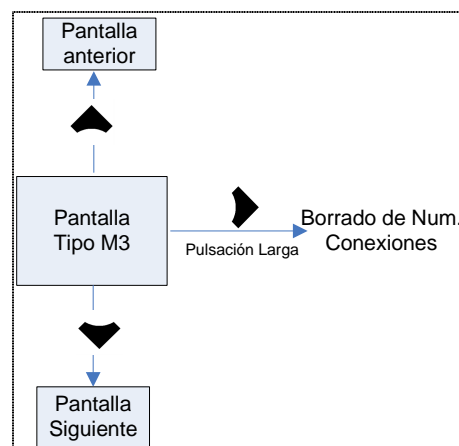 Pantalla
anterior
Pantalla
Tipo M3
Pulsación Larga
Borrado de Num.
Conexiones
Pantalla
Siguiente